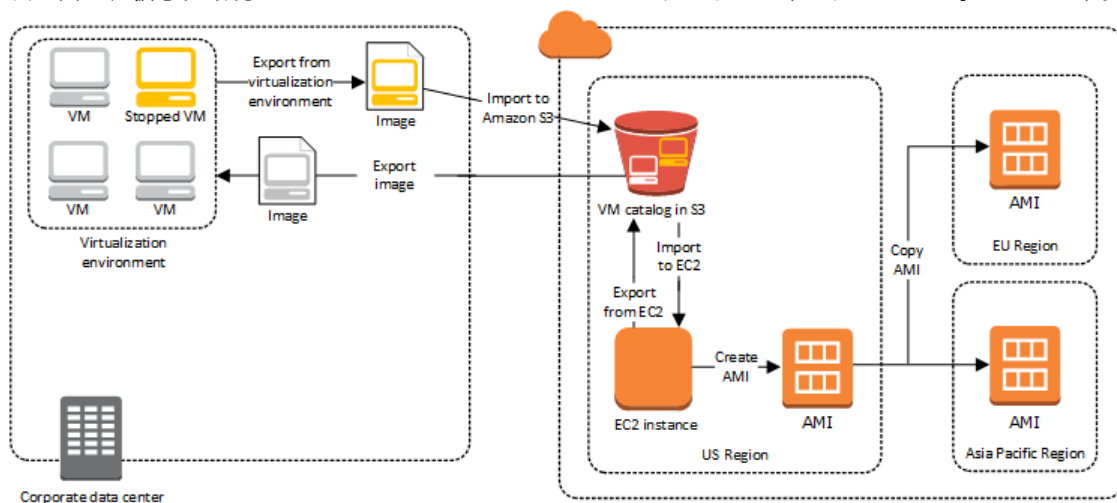 VM
Stopped VM
Export from
virtualization
environment
Image
Import to
Amazon S3
VM
VM
Image
Export
image
Virtualization
environment
Corporate data center
VM catalog in S3
Import
to EC2
Export
from EC2
EC2 instance
Create
AMI
AMI
US Region
Copy
AMI
AMI
EU Region
AMI
Asia Pacific Region